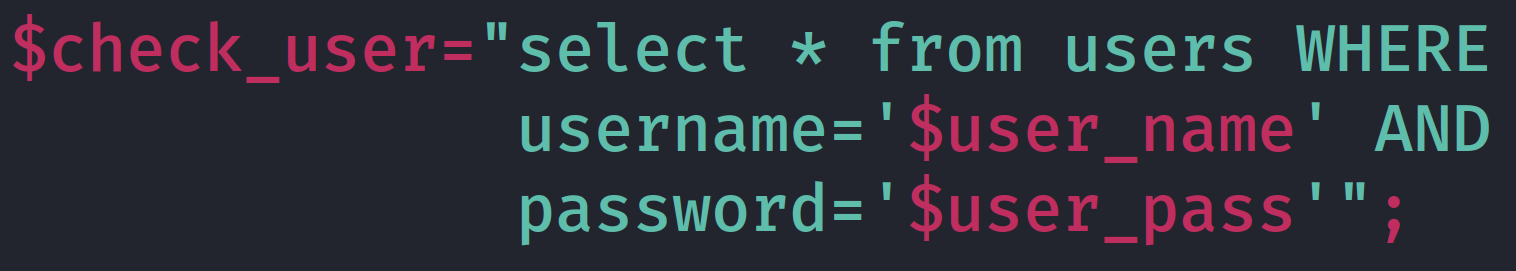 $check_user="select * from users WHERE
username='$user_name' AND
password='$user_pass'";